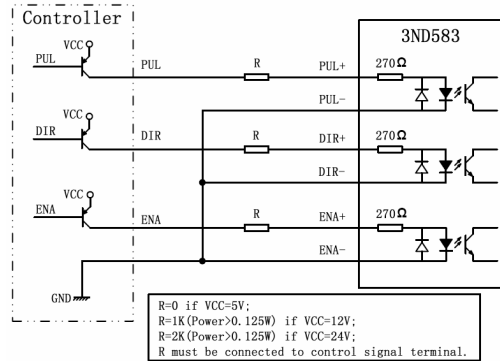 Controller
3ND583
VCC
PUL
PUL
R
PUL+
270Ω
PUL-
VCC
DIR
DIR
R
DIR+
270Ω
DIR-
VCC
ENA
ENA
R
ENA+
270Ω
ENA-
GND
R=0 if VCC=5V;
R=1K(Power>0.125W) if VCC=12V;
R=2K(Power>0.125W) if VCC=24V;
R must be connected to control signal terminal.